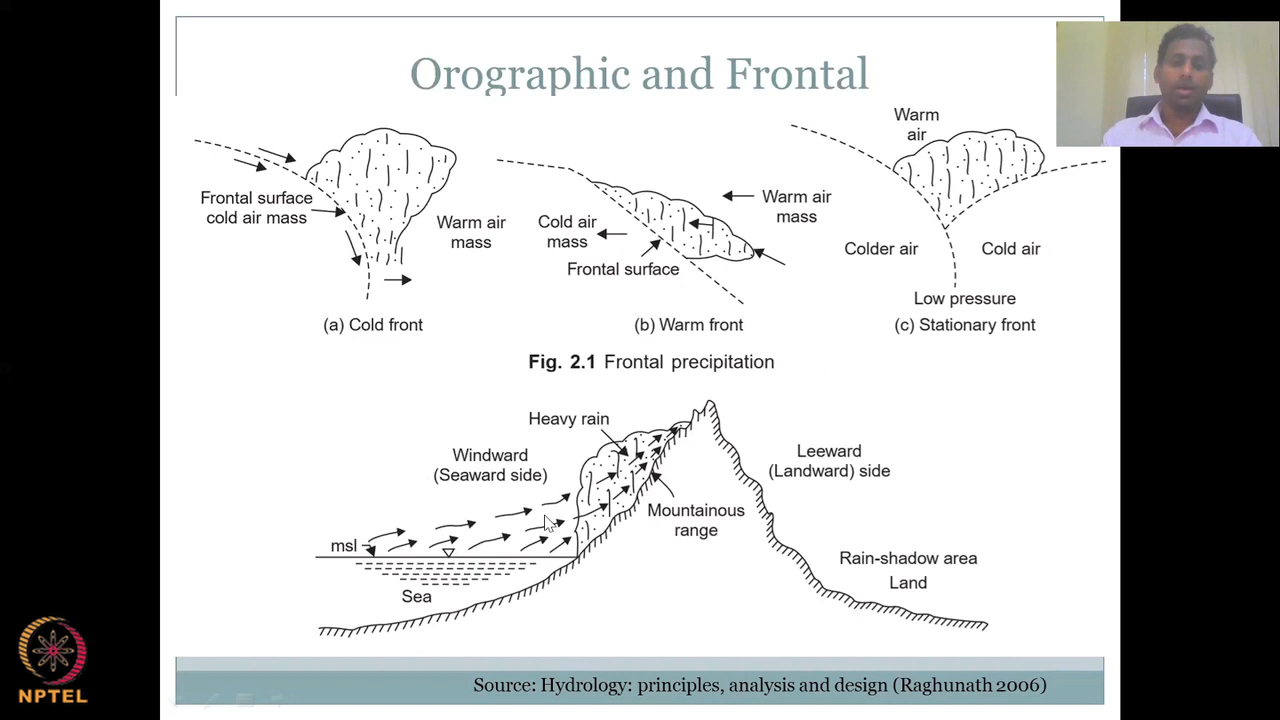 Orographic and Frontal
Frontal surface
cold air mass
Warm air
mass
(a) Cold front
Cold air
mass
Warm air
mass
Frontal surface
(b) Warm front
Warm
air
Colder air
Cold air
Low pressure
(c) Stationary front
Fig. 2.1 Frontal precipitation
Heavy rain
Windward
(Seaward side)
Leeward
(Landward) side
Mountainous
range
msl
Sea
Rain-shadow area
Land
Source: Hydrology: principles, analysis and design (Raghunath 2006)
NPTEL